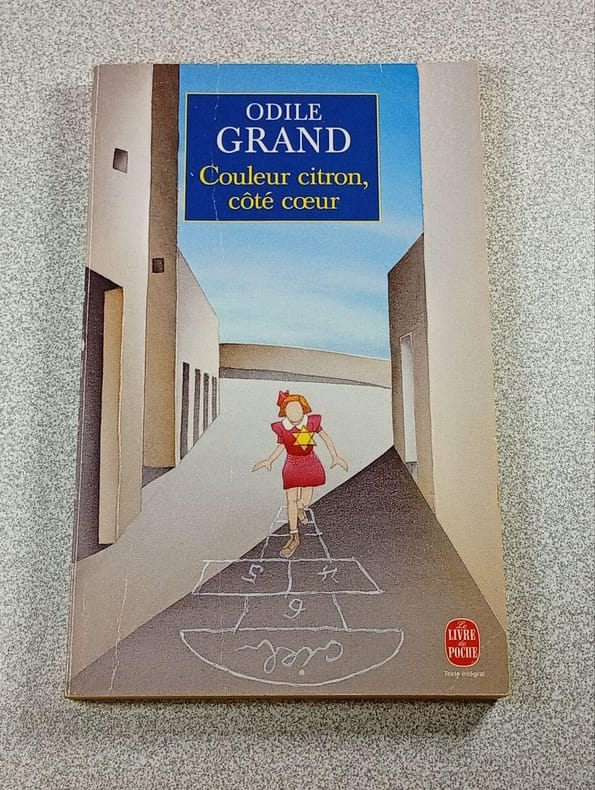 ODILE
GRAND
Couleur citron,
côté cœur
5 4
6
ciel
Le
LIVRE
de
POCHE
Texte intégral